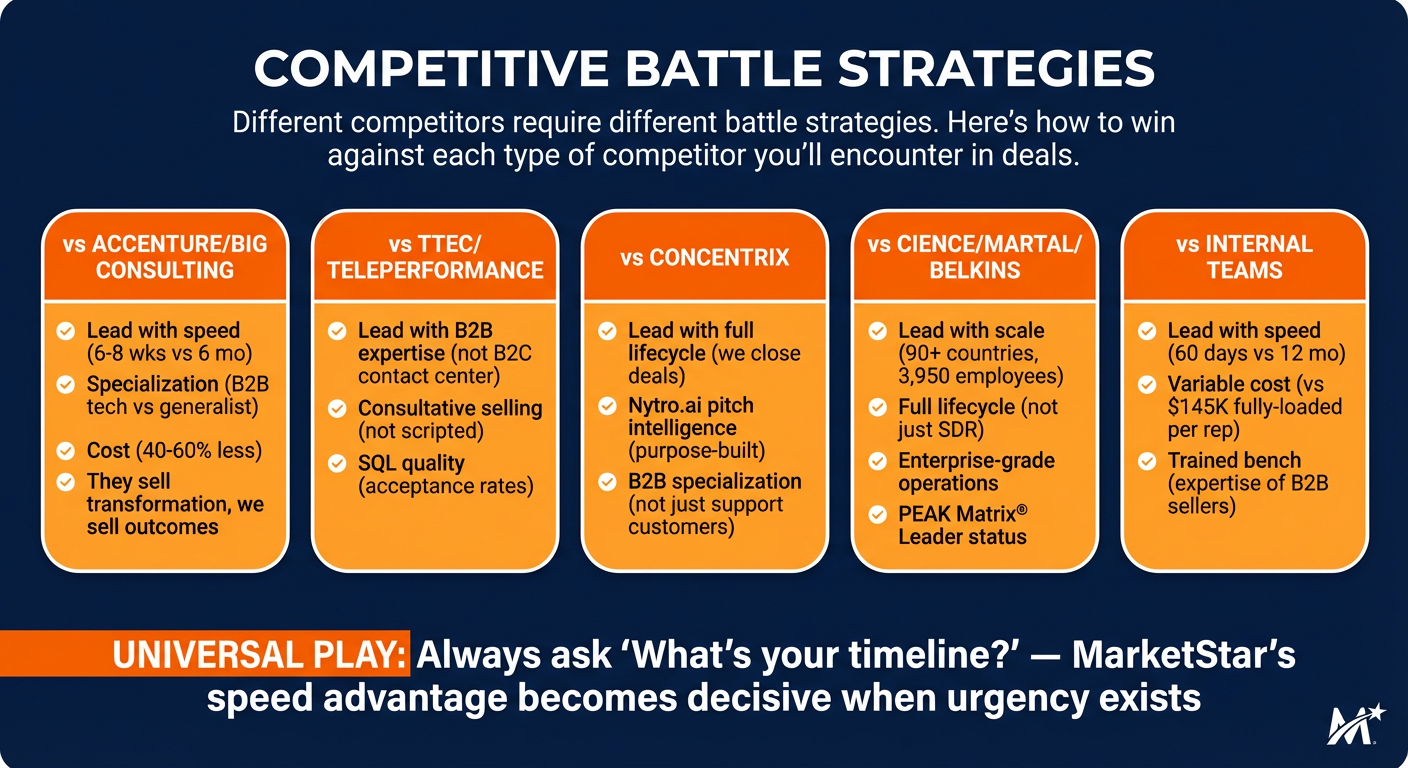 COMPETITIVE BATTLE STRATEGIES
Different competitors require different battle strategies. Here's how to win
against each type of competitor you'll encounter in deals.
vs ACCENTURE/BIG
CONSULTING
Lead with speed
(6-8 wks vs 6 mo)
Specialization (B2B
tech vs generalist)
Cost (40-60% less)
They sell
transformation, we
sell outcomes
vs TTEC/
TELEPERFORMANCE
Lead with B2B
expertise (not B2C
contact center)
Consultative selling
(not scripted)
SQL quality
(acceptance rates)
vs CONCENTRIX
Lead with full
lifecycle (we close
deals)
Nytro.ai pitch
intelligence
(purpose-built)
B2B specialization
(not just support
customers)
vs CIENCE/MARTAL/
BELKINS
Lead with scale
(90+ countries,
3,950 employees)
Full lifecycle (not
just SDR)
Enterprise-grade
operations
PEAK Matrix®
Leader status
vs INTERNAL
TEAMS
Lead with speed
(60 days vs 12 mo)
Variable cost (vs
$145K fully-loaded
per rep)
Trained bench
(expertise of B2B
sellers)
UNIVERSAL PLAY: Always ask ‘What's your timeline?’ — MarketStar's
speed advantage becomes decisive when urgency exists
M